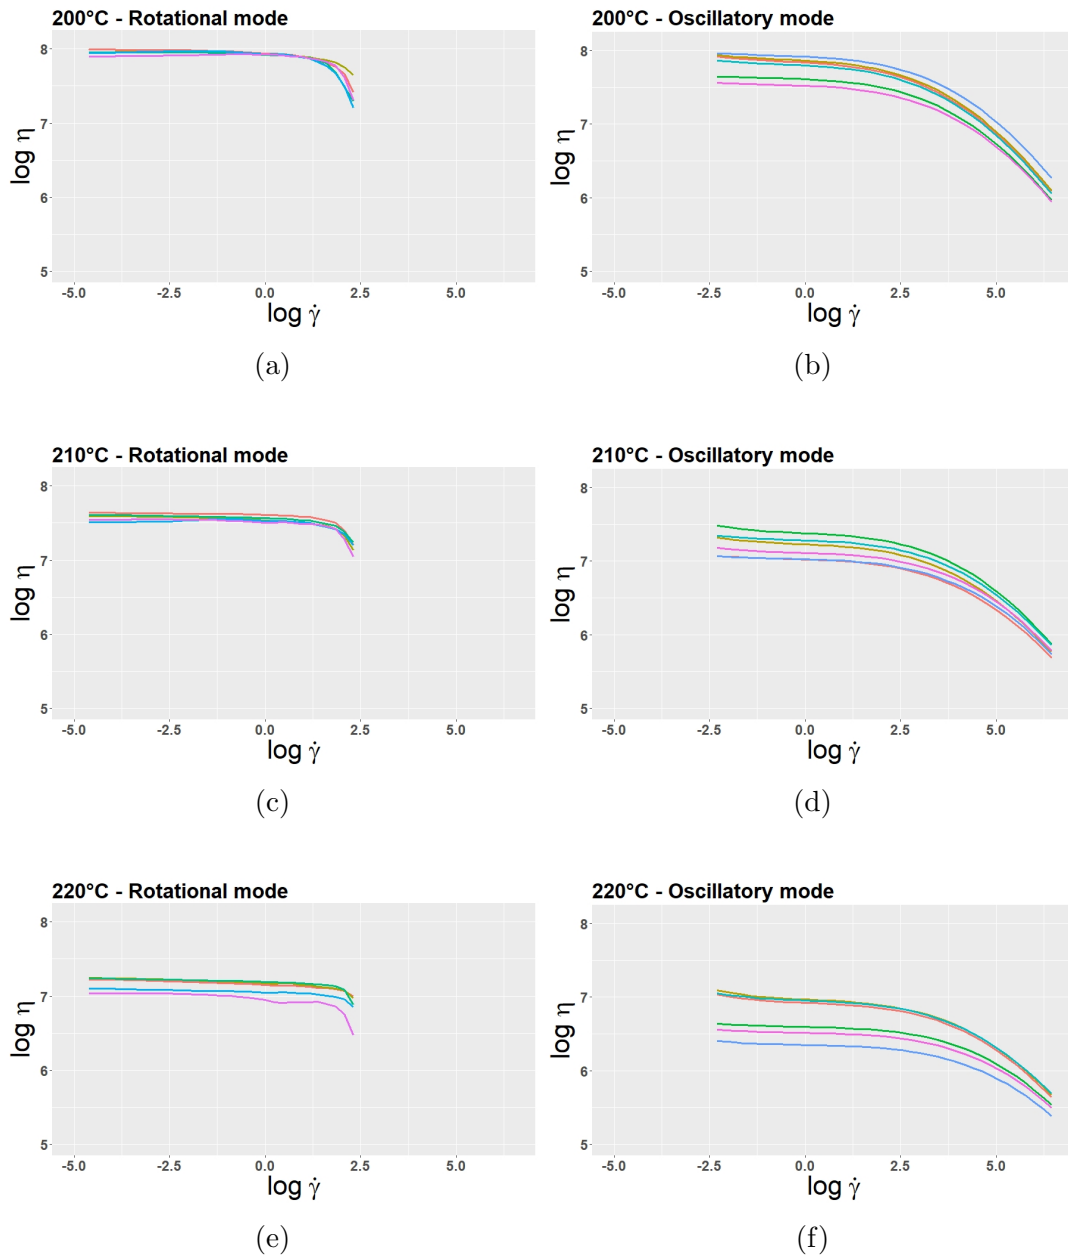 200°C - Rotational mode
8
7
6
5
log η
-5.0 -2.5 0.0 2.5 5.0
log γ̇
(a)
200°C - Oscillatory mode
8
7
6
5
log η
-5.0 -2.5 0.0 2.5 5.0
log γ̇
(b)
210°C - Rotational mode
8
7
6
5
log η
-5.0 -2.5 0.0 2.5 5.0
log γ̇
(c)
210°C - Oscillatory mode
8
7
6
5
log η
-5.0 -2.5 0.0 2.5 5.0
log γ̇
(d)
220°C - Rotational mode
8
7
6
5
log η
-5.0 -2.5 0.0 2.5 5.0
log γ̇
(e)
220°C - Oscillatory mode
8
7
6
5
log η
-5.0 -2.5 0.0 2.5 5.0
log γ̇
(f)